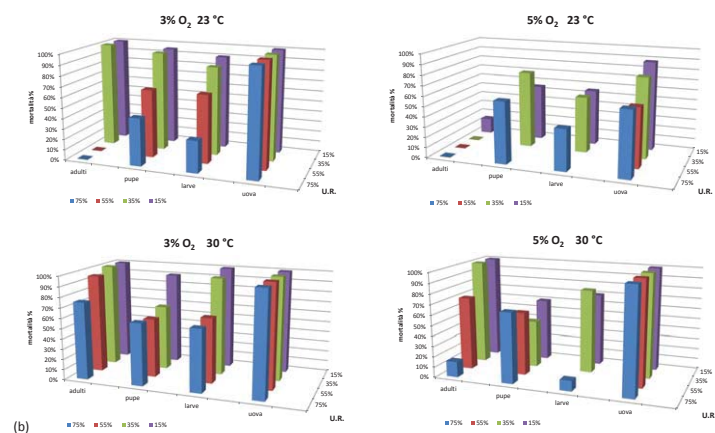 3% O2 23 °C
mortalità %
100%
90%
80%
70%
60%
50%
40%
30%
20%
10%
0%
adulti
pupe
larve
uova
15%
35%
55%
75%
U.R.
75% 55% 35% 15%
5% O2 23 °C
mortalità %
100%
90%
80%
70%
60%
50%
40%
30%
20%
10%
0%
adulti
pupe
larve
uova
15%
35%
55%
75%
U.R.
75% 55% 35% 15%
3% O2 30 °C
mortalità %
100%
90%
80%
70%
60%
50%
40%
30%
20%
10%
0%
adulti
pupe
larve
uova
15%
35%
55%
75%
U.R.
75% 55% 35% 15%
5% O2 30 °C
mortalità %
100%
90%
80%
70%
60%
50%
40%
30%
20%
10%
0%
adulti
pupe
larve
uova
15%
35%
55%
75%
U.R.
75% 55% 35% 15%
(b)